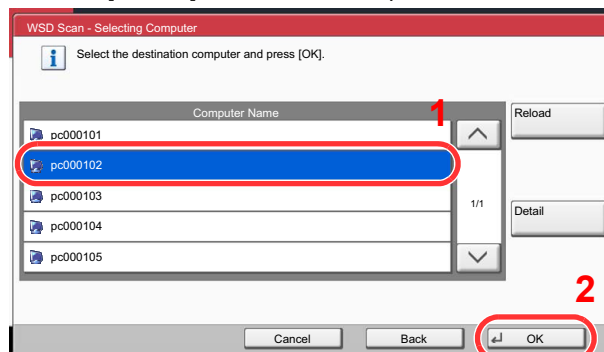 WSD Scan - Selecting Computer
Select the destination computer and press [OK].
Computer Name
1
Reload
pc000101
pc000102
pc000103
1/1
Detail
pc000104
pc000105
2
Cancel
Back
OK